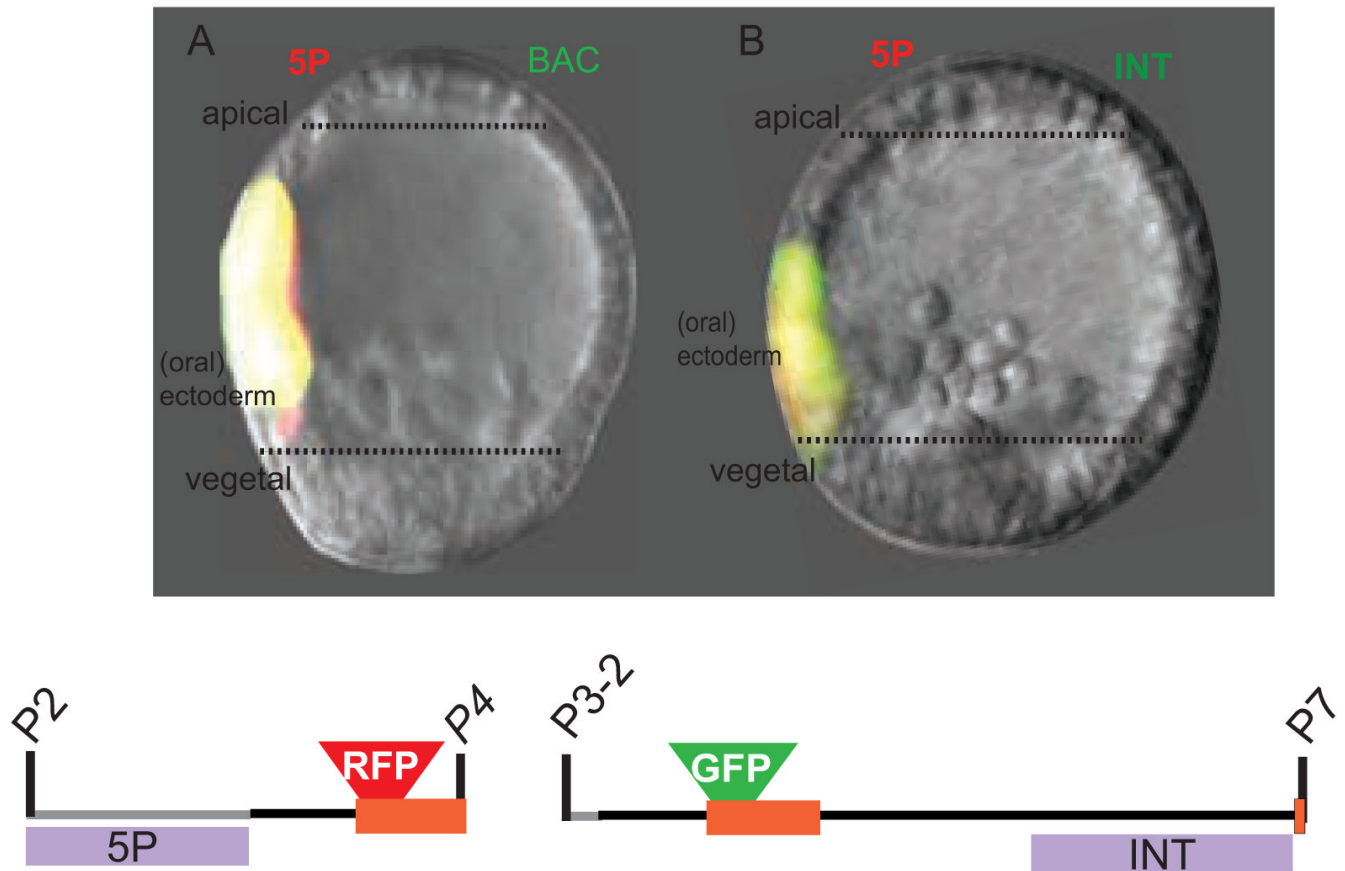 A
5P
BAC
apical
(oral)
ectoderm
vegetal
B
5P
INT
apical
(oral)
ectoderm
vegetal
P2
RFP
P4
5P
P3-2
GFP
P7
INT